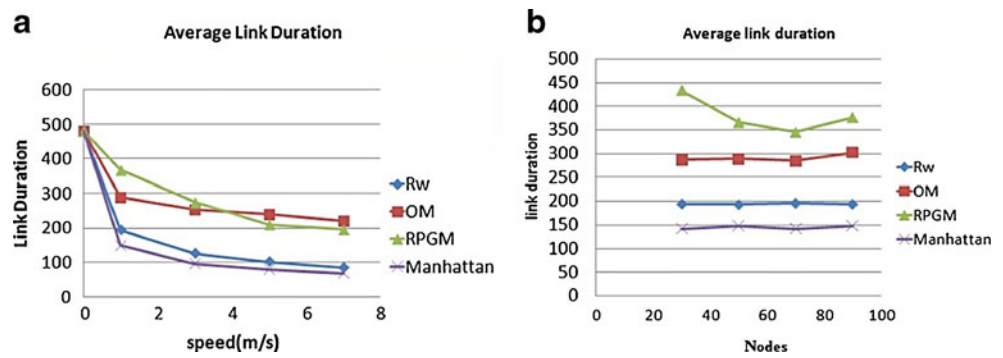 a
Average Link Duration
Link Duration
600
500
400
300
200
100
0
0 2 4 6 8
speed(m/s)
Rw
OM
RPGM
Manhattan
b
Average link duration
link duration
500
450
400
350
300
250
200
150
100
50
0
0 20 40 60 80 100
Nodes
Rw
OM
RPGM
Manhattan